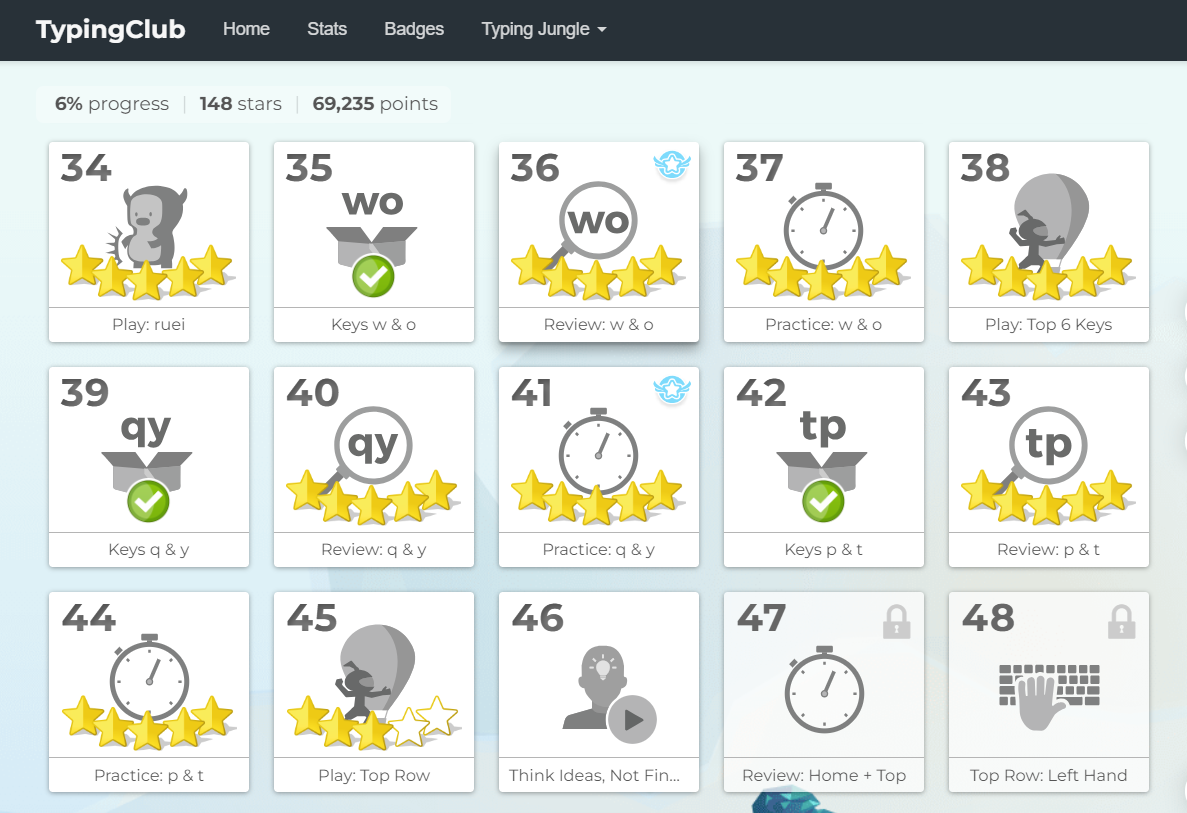 TypingClub Home Stats Badges Typing Jungle
6% progress 148 stars 69,235 points
34 35 36 37 38
wo wo
Play: ruei Keys w & o Review: w & o Practice: w & o Play: Top 6 Keys
39 40 41 42 43
qy qy tp tp
Keys q & y Review: q & y Practice: q & y Keys p & t Review: p & t
44 45 46 47 48
Practice: p & t Play: Top Row Think Ideas, Not Fin... Review: Home + Top Top Row: Left Hand